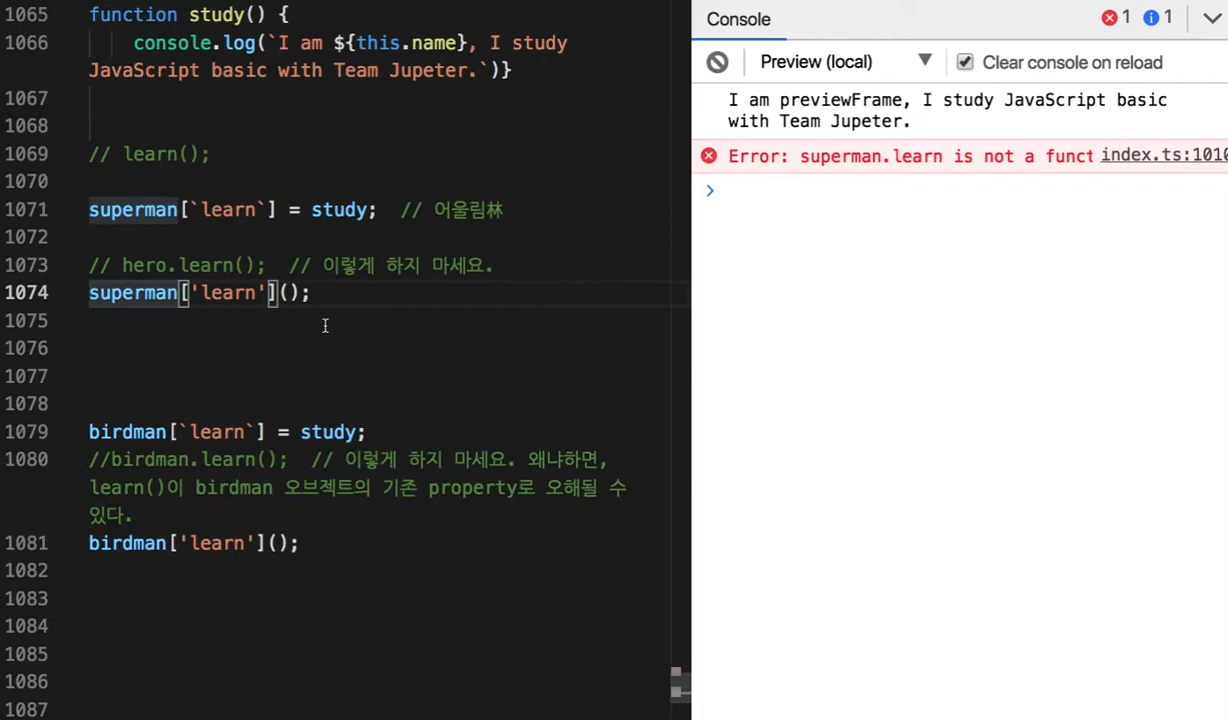 1065 function study() {
1066 console.log(`I am ${this.name}, I study
JavaScript basic with Team Jupeter.`)}
1067
1068
1069 // learn();
1070
1071 superman[`learn`] = study; // 어울림林
1072
1073 // hero.learn(); // 이렇게 하지 마세요.
1074 superman['learn']();
1075
1076
1077
1078
1079 birdman[`learn`] = study;
1080 //birdman.learn(); // 이렇게 하지 마세요. 왜냐하면,
learn()이 birdman 오브젝트의 기존 property로 오해될 수
있다.
1081 birdman['learn']();
1082
1083
1084
1085
1086
1087
Console 1 1
Preview (local) Clear console on reload
I am previewFrame, I study JavaScript basic
with Team Jupeter.
Error: superman.learn is not a funct index.ts:1010
>